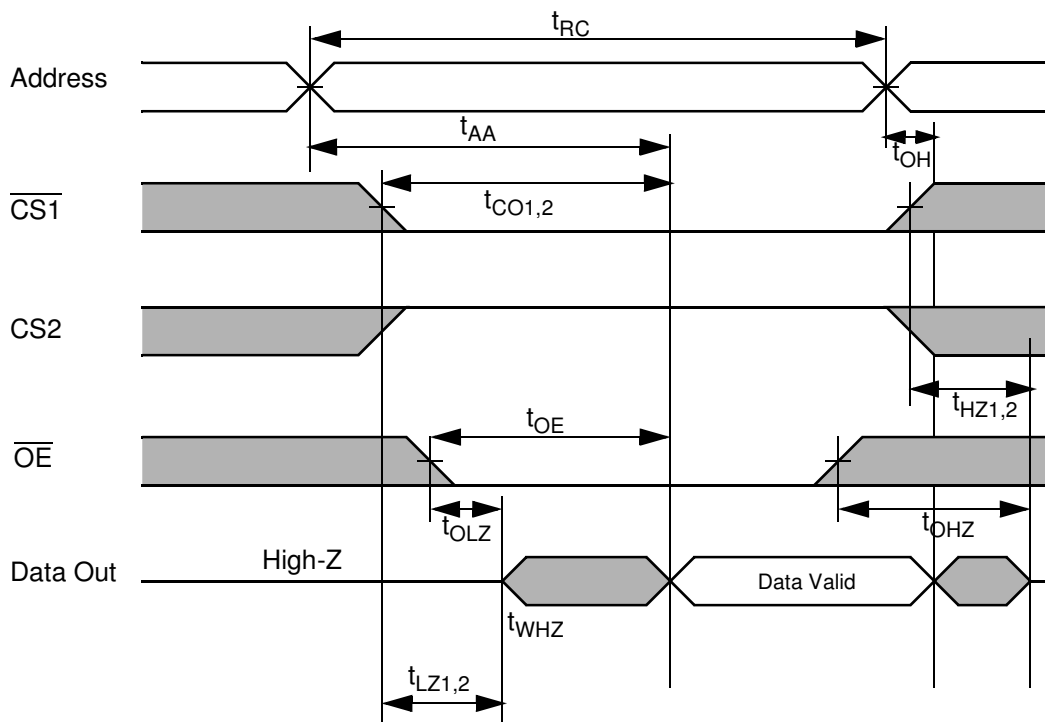 tRC
Address
tAA
tOH
CS1
tCO1,2
CS2
tHZ1,2
tOE
OE
tOLZ
tOHZ
High-Z
Data Out
Data Valid
tWHZ
tLZ1,2